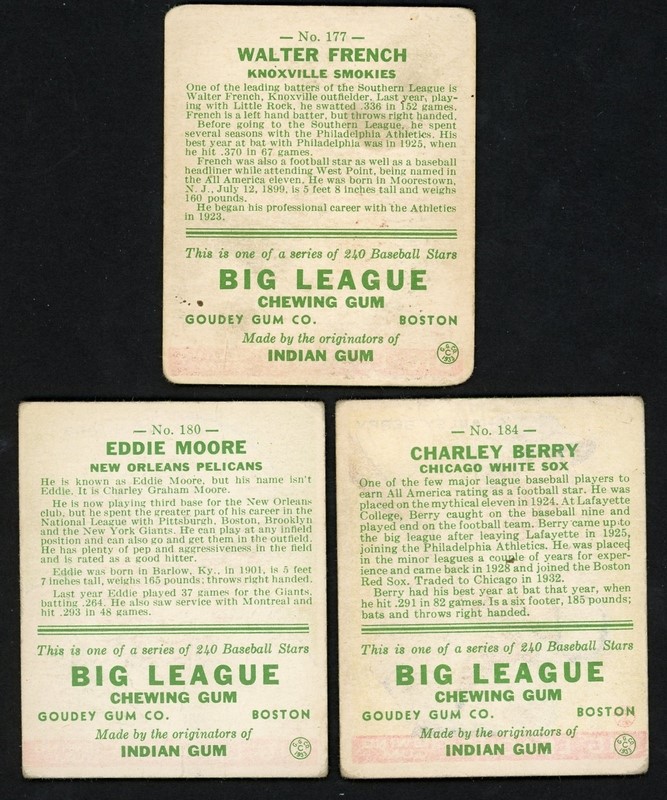 — No. 177 —
WALTER FRENCH
KNOXVILLE SMOKIES
One of the leading batters of the Southern League is
Walter French, Knoxville outfielder. Last year, play-
ing with Little Rock, he swatted .336 in 152 games.
French is a left hand batter, but throws right handed.
Before going to the Southern League, he spent
several seasons with the Philadelphia Athletics. His
best year at bat with Philadelphia was in 1925, when
he hit .370 in 67 games.
French was also a football star as well as a baseball
headliner while attending West Point, being named in
the All America eleven. He was born in Moorestown,
N. J., July 12, 1899, is 5 feet 8 inches tall and weighs
160 pounds.
He began his professional career with the Athletics
in 1923.
This is one of a series of 240 Baseball Stars
BIG LEAGUE
CHEWING GUM
GOUDEY GUM CO. BOSTON
Made by the originators of
INDIAN GUM
— No. 180 —
EDDIE MOORE
NEW ORLEANS PELICANS
He is known as Eddie Moore, but his name isn't
Eddie. It is Charley Graham Moore.
He is now playing third base for the New Orleans
club, but he spent the greater part of his career in the
National League with Pittsburgh, Boston, Brooklyn
and the New York Giants. He can play at any infield
position and can also go and get them in the outfield.
He has plenty of pep and aggressiveness in the field
and is rated as a good hitter.
Eddie was born in Harlow, Ky., in 1901, is 5 feet
7 inches tall, weighs 165 pounds; throws right handed.
Last year Eddie played 37 games for the Giants,
batting .264. He also saw service with Montreal and
hit .293 in 48 games.
This is one of a series of 240 Baseball Stars
BIG LEAGUE
CHEWING GUM
GOUDEY GUM CO. BOSTON
Made by the originators of
INDIAN GUM
— No. 184 —
CHARLEY BERRY
CHICAGO WHITE SOX
One of the few major league baseball players to
earn All America rating as a football star. He was
placed on the mythical eleven in 1924. At Lafayette
College, Berry caught on the baseball nine and
played end on the football team. Berry came up to
the big league after leaving Lafayette in 1925,
joining the Philadelphia Athletics. He was placed
in the minor leagues a couple of years for exper-
ience and came back in 1928 and joined the Boston
Red Sox. Traded to Chicago in 1932.
Berry had his best year at bat that year, when
he hit .291 in 82 games. Is a six footer, 185 pounds;
bats and throws right handed.
This is one of a series of 240 Baseball Stars
BIG LEAGUE
CHEWING GUM
GOUDEY GUM CO. BOSTON
Made by the originators of
INDIAN GUM